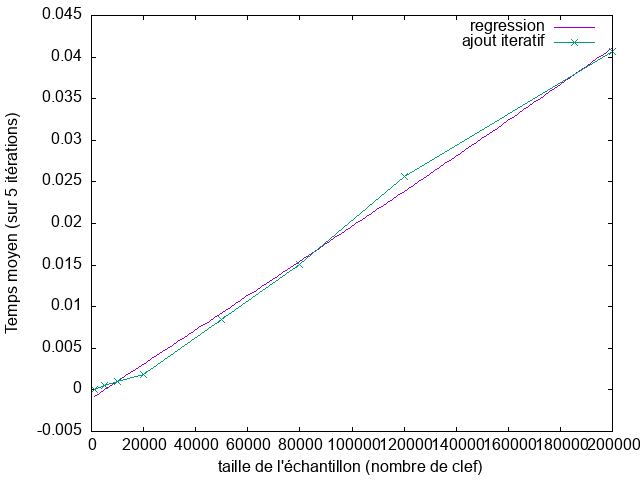 0.045
0.04
0.035
0.03
0.025
0.02
0.015
0.01
0.005
0
-0.005
Temps moyen (sur 5 itérations)
regression
ajout iteratif
0 20000 40000 60000 80000 100000 120000 140000 160000 180000 200000
taille de l'échantillon (nombre de clef)